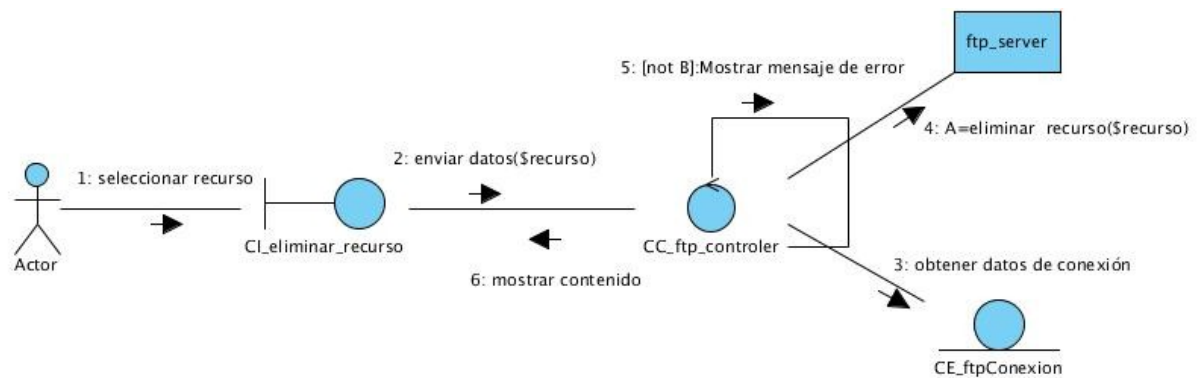 ftp_server
5: [not B]:Mostrar mensaje de error
4: A=eliminar recurso($recurso)
2: enviar datos($recurso)
1: seleccionar recurso
CI_eliminar_recurso
CC_ftp_controler
Actor
3: obtener datos de conexión
6: mostrar contenido
CE_ftpConexion